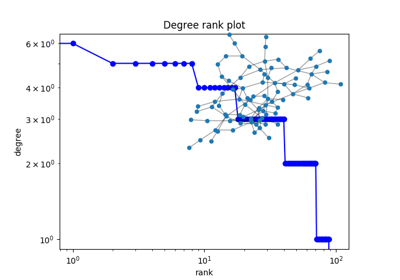 Degree rank plot
6 × 10⁰
4 × 10⁰
3 × 10⁰
2 × 10⁰
10⁰
degree
10⁰
10¹
10²
rank